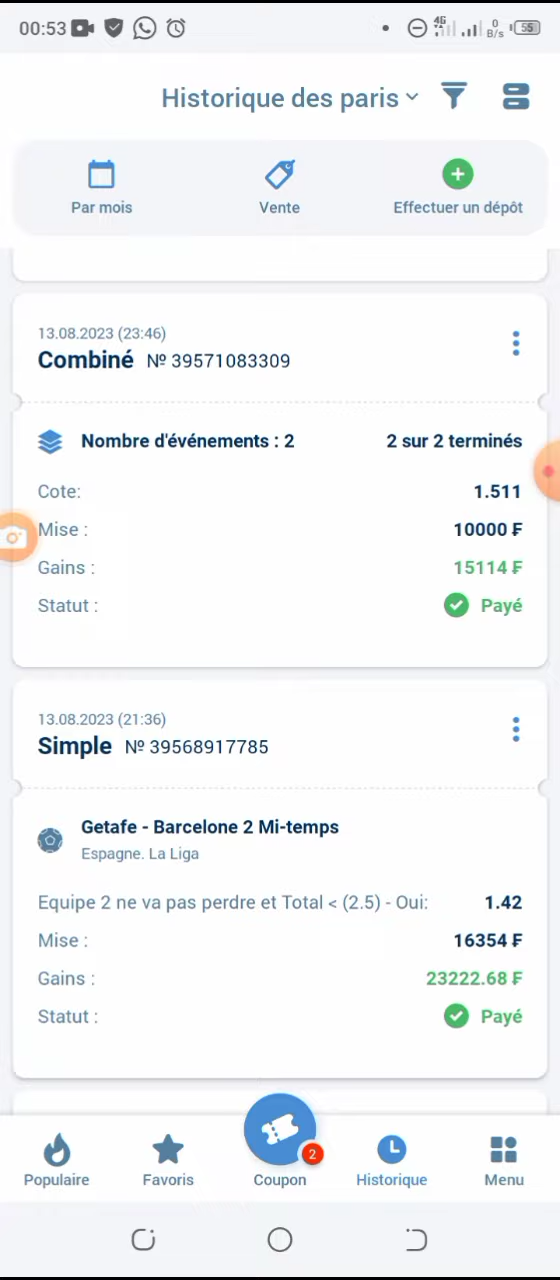 00:53 4G 0 B/s 55
Historique des paris
Par mois Vente Effectuer un dépôt
13.08.2023 (23:46)
Combiné № 39571083309
Nombre d'événements : 2 2 sur 2 terminés
Cote: 1.511
Mise : 10000 ₣
Gains : 15114 ₣
Statut : Payé
13.08.2023 (21:36)
Simple № 39568917785
Getafe - Barcelone 2 Mi-temps
Espagne. La Liga
Equipe 2 ne va pas perdre et Total < (2.5) - Oui: 1.42
Mise : 16354 ₣
Gains : 23222.68 ₣
Statut : Payé
2
Populaire Favoris Coupon Historique Menu